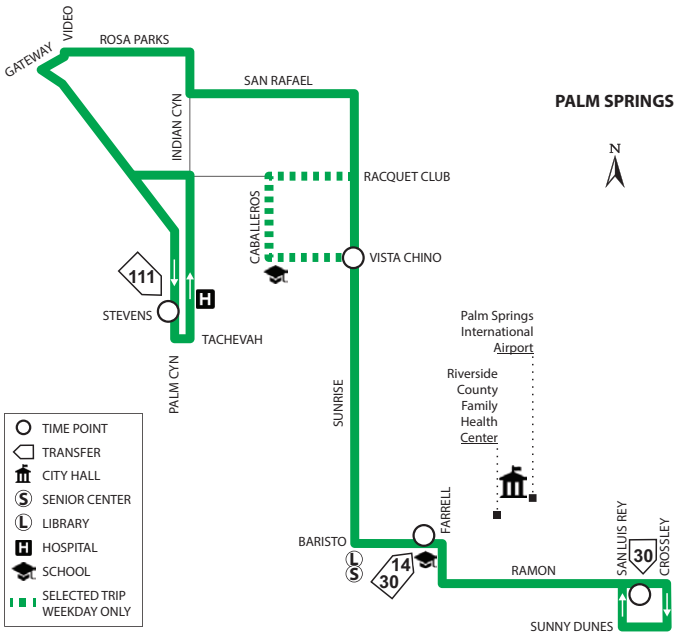 VIDEO
GATEWAY
ROSA PARKS
SAN RAFAEL
INDIAN CYN
PALM SPRINGS
N
RACQUET CLUB
CABALLEROS
VISTA CHINO
111
H
STEVENS
TACHEVAH
PALM CYN
SUNRISE
Palm Springs
International
Airport
Riverside
County
Family
Health
Center
TIME POINT
TRANSFER
CITY HALL
S SENIOR CENTER
L LIBRARY
H HOSPITAL
SCHOOL
SELECTED TRIP
WEEKDAY ONLY
BARISTO
L
S
14
30
FARRELL
RAMON
SAN LUIS REY
30
CROSSLEY
SUNNY DUNES